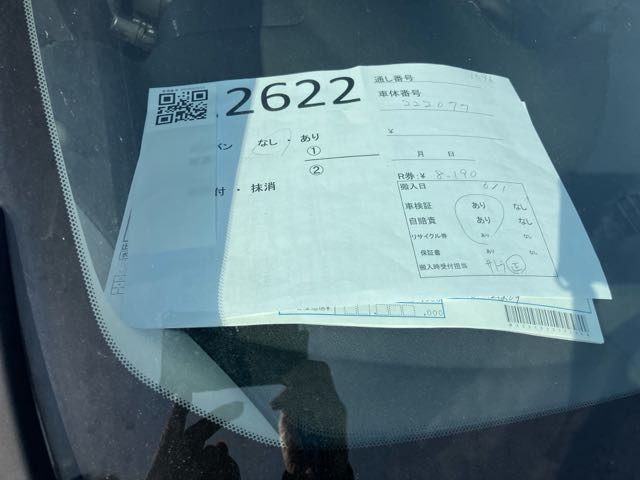 2622
通し番号
車体番号
222077
バン なし・あり
①
②
付・抹消
¥
月 日
R券:¥ 8,190
搬入日 6/1
車検証 あり なし
自賠責 あり なし
リサイクル券 あり なし
保証書 あり なし
搬入時受付担当
.000